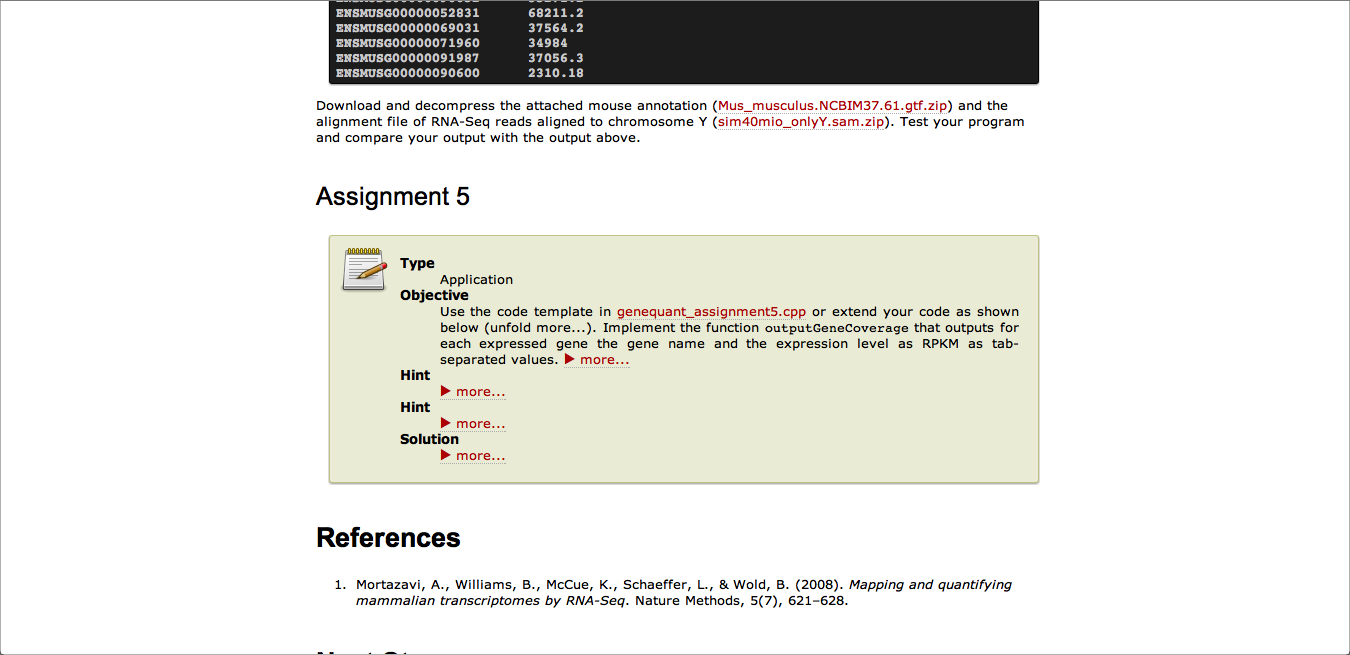 ENSMUSG00000052831 68211.2
ENSMUSG00000069031 37564.2
ENSMUSG00000071960 34984
ENSMUSG00000091987 37056.3
ENSMUSG00000090600 2310.18
Download and decompress the attached mouse annotation (Mus_musculus.NCBIM37.61.gtf.zip) and the
alignment file of RNA-Seq reads aligned to chromosome Y (sim40mio_onlyY.sam.zip). Test your program
and compare your output with the output above.
Assignment 5
Type
Application
Objective
Use the code template in genequant_assignment5.cpp or extend your code as shown
below (unfold more...). Implement the function outputGeneCoverage that outputs for
each expressed gene the gene name and the expression level as RPKM as tab-
separated values. ▶ more...
Hint
▶ more...
Hint
▶ more...
Solution
▶ more...
References
1. Mortazavi, A., Williams, B., McCue, K., Schaeffer, L., & Wold, B. (2008). Mapping and quantifying
mammalian transcriptomes by RNA-Seq. Nature Methods, 5(7), 621–628.